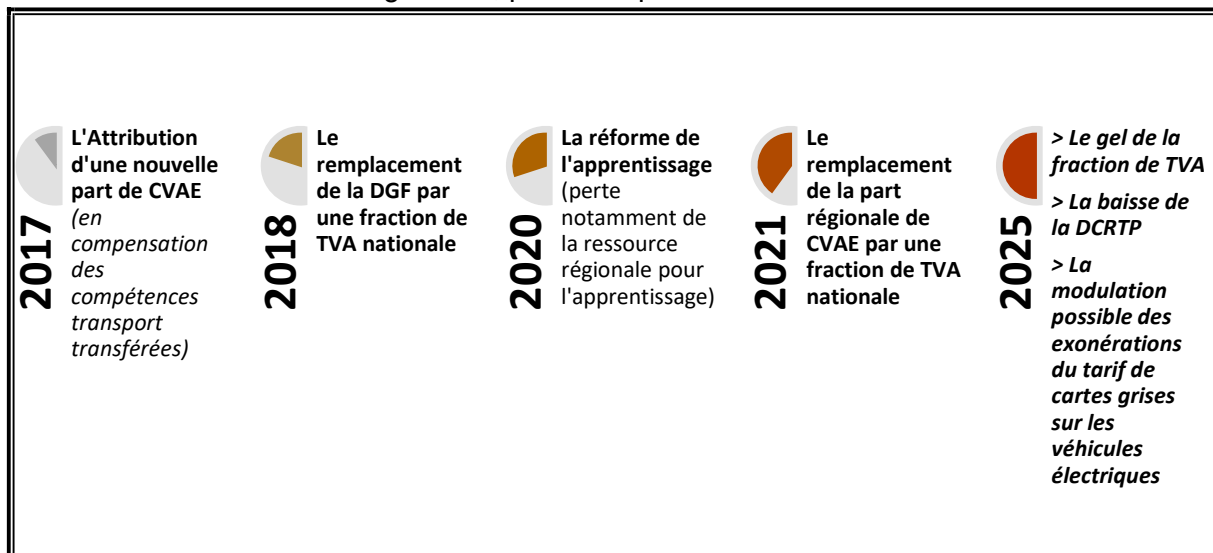 2017
L'Attribution
d'une nouvelle
part de CVAE
(en
compensation
des
compétences
transport
transférées)
2018
Le
remplacement
de la DGF par
une fraction de
TVA nationale
2020
La réforme de
l'apprentissage
(perte
notamment de
la ressource
régionale pour
l'apprentissage)
2021
Le
remplacement
de la part
régionale de
CVAE par une
fraction de TVA
nationale
2025
> Le gel de la
fraction de TVA
> La baisse de
la DCRTP
> La
modulation
possible des
exonérations
du tarif de
cartes grises
sur les
véhicules
électriques